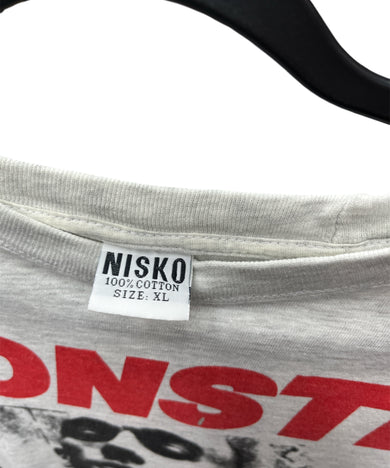 NISKO
100% COTTON
SIZE: XL
ONST